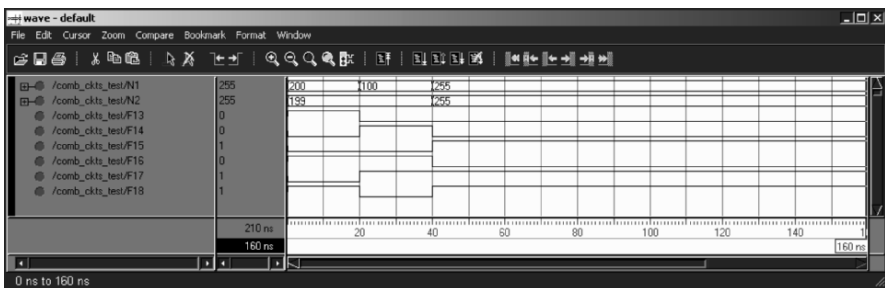 wave - default
File Edit Cursor Zoom Compare Bookmark Format Window
/comb_ckts_test/N1 255 200 100 255
/comb_ckts_test/N2 255 199 255
/comb_ckts_test/F13 0
/comb_ckts_test/F14 0
/comb_ckts_test/F15 1
/comb_ckts_test/F16 0
/comb_ckts_test/F17 1
/comb_ckts_test/F18 1
210 ns 20 40 60 80 100 120 140 1
160 ns 160 ns
0 ns to 160 ns